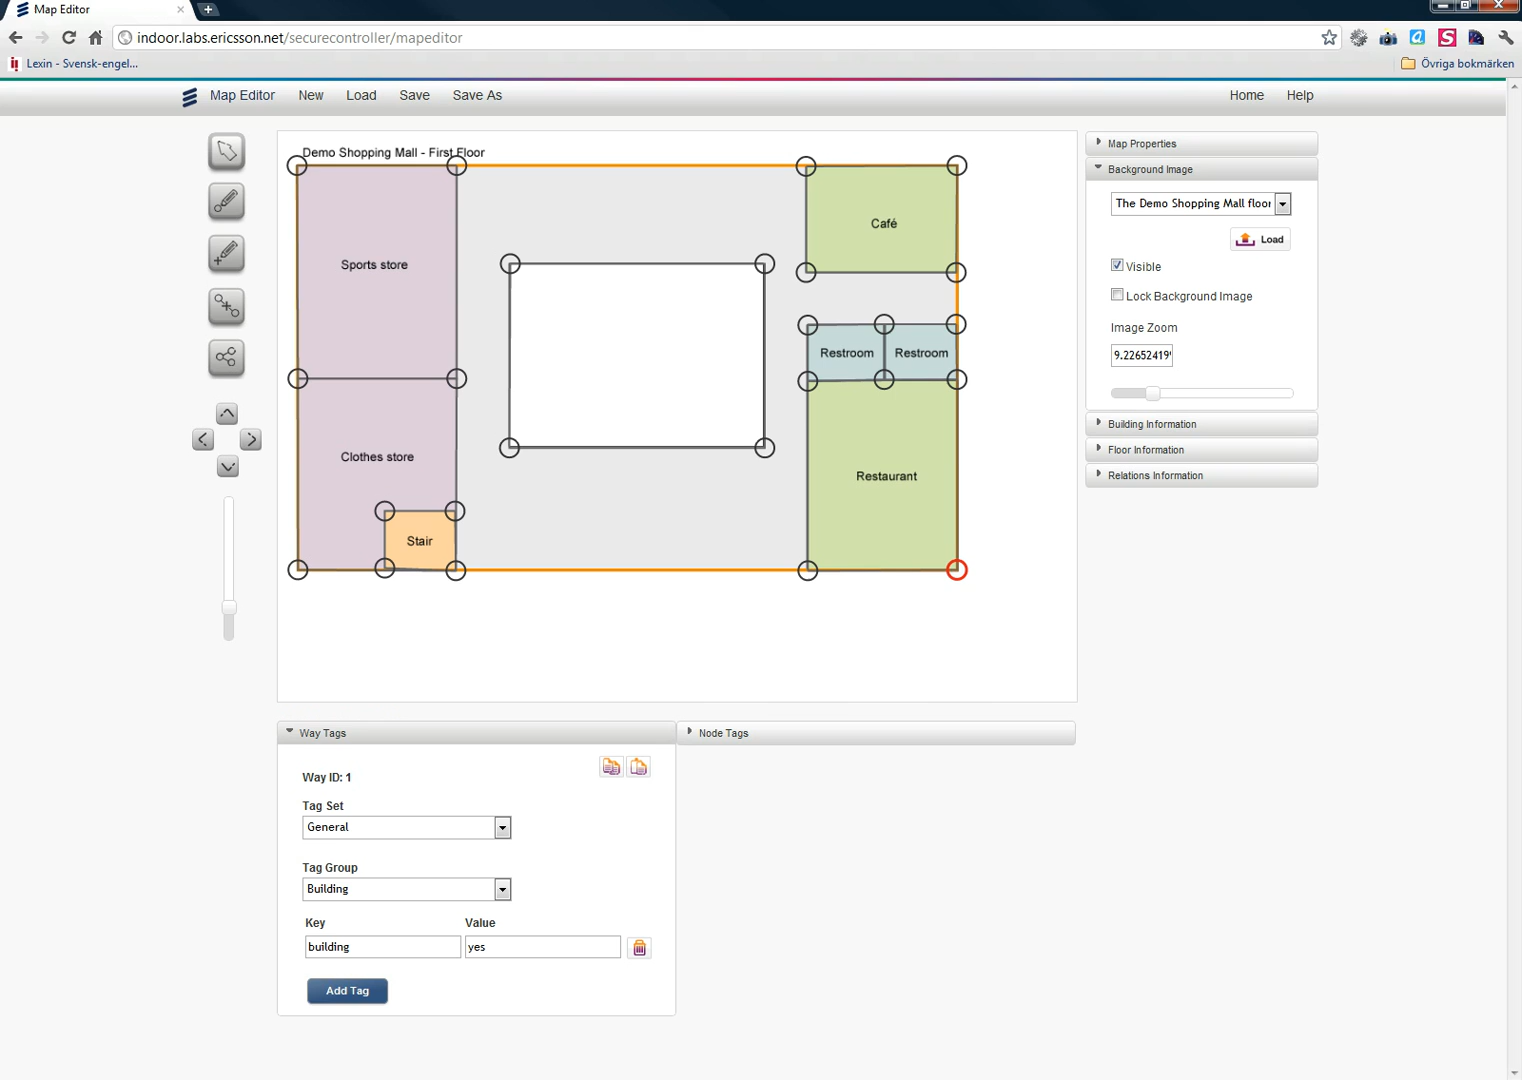 Map Editor
indoor.labs.ericsson.net/securecontroller/mapeditor
Lexin - Svensk-engel...
Övriga bokmärken
Map Editor New Load Save Save As Home Help
Demo Shopping Mall - First Floor
Sports store
Café
Restroom
Restroom
Clothes store
Restaurant
Stair
Map Properties
Background Image
The Demo Shopping Mall floor
Load
Visible
Lock Background Image
Image Zoom
9.22652419
Building Information
Floor Information
Relations Information
Way Tags
Node Tags
Way ID: 1
Tag Set
General
Tag Group
Building
Key Value
building yes
Add Tag